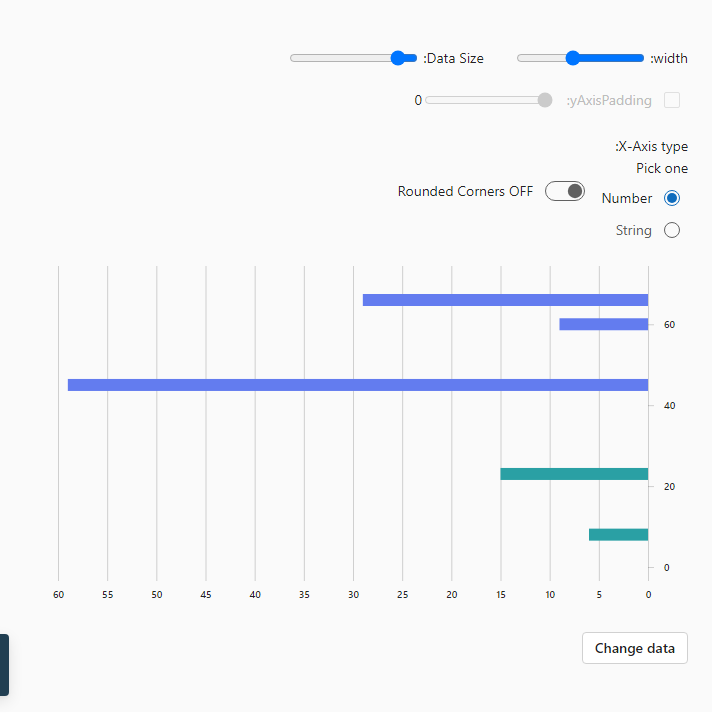 :width
:Data Size
:yAxisPadding
0
:X-Axis type
Pick one
Number
String
Rounded Corners OFF
60
40
20
0
60 55 50 45 40 35 30 25 20 15 10 5 0
Change data